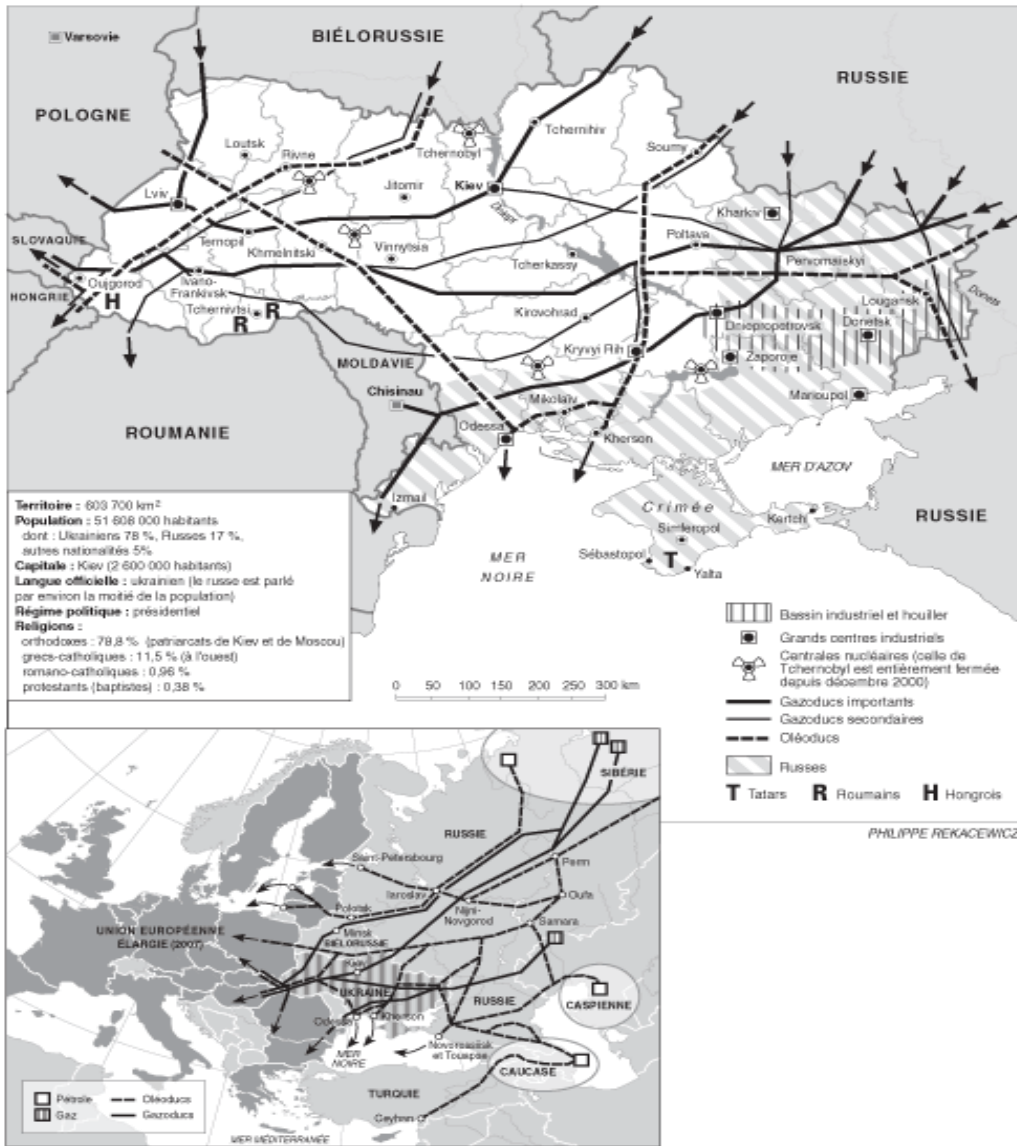 Varsovie
BIÉLORUSSIE
RUSSIE
POLOGNE
Tchernihiv
Loutsk
Rivne
Tchernobyl
Soumy
Lviv
Jitomir
Kiev
Dniepr
Kharkiv
SLOVAQUIE
Ternopil
Khmelnitski
Vinnytsia
Poltava
Tcherkassy
Pervomaiskyi
HONGRIE
Oujgorod
Ivano-
Frankivsk
H
Tchernivtsi
R R
Kirovohrad
Dniepropetrovsk
Lougansk
Donets
Donetsk
Kryvyi Rih
Zaporoje
MOLDAVIE
Chisinau
Mikolaïv
Marioupol
ROUMANIE
Odessa
Kherson
MER D'AZOV
Izmail
Crimée
Kertch
RUSSIE
Simferopol
MER
NOIRE
Sébastopol
T
Yalta
Territoire : 603 700 km²
Population : 51 608 000 habitants
dont : Ukrainiens 78 %, Russes 17 %,
autres nationalités 5%
Capitale : Kiev (2 600 000 habitants)
Langue officielle : ukrainien (le russe est parlé
par environ la moitié de la population)
Régime politique : présidentiel
Religions :
orthodoxes : 78,8 % (patriarcats de Kiev et de Moscou)
grecs-catholiques : 11,5 % (à l'ouest)
romano-catholiques : 0,96 %
protestants (baptistes) : 0,38 %
0 50 100 150 230 300 km
Bassin industriel et houiller
Grands centres industriels
Centrales nucléaires (celle de
Tchernobyl est entièrement fermée
depuis décembre 2000)
Gazoducs importants
Gazoducs secondaires
Oléoducs
Russes
T Tatars R Roumains H Hongrois
PHILIPPE REKACEWICZ
SIBÉRIE
RUSSIE
Saint-Petersbourg
Perm
Iaroslav
Oufa
Polotsk
Nijni-
Novgorod
Samara
Minsk
BIÉLORUSSIE
UNION EUROPÉENNE
ÉLARGIE (2007)
Kiev
UKRAINE
RUSSIE
CASPIENNE
Odessa
Kherson
Novorossisk
et Touapse
MER
NOIRE
CAUCASE
TURQUIE
Ceyhan
Pétrole
Oléoducs
Gaz
Gazoducs
MER MÉDITERRANÉE